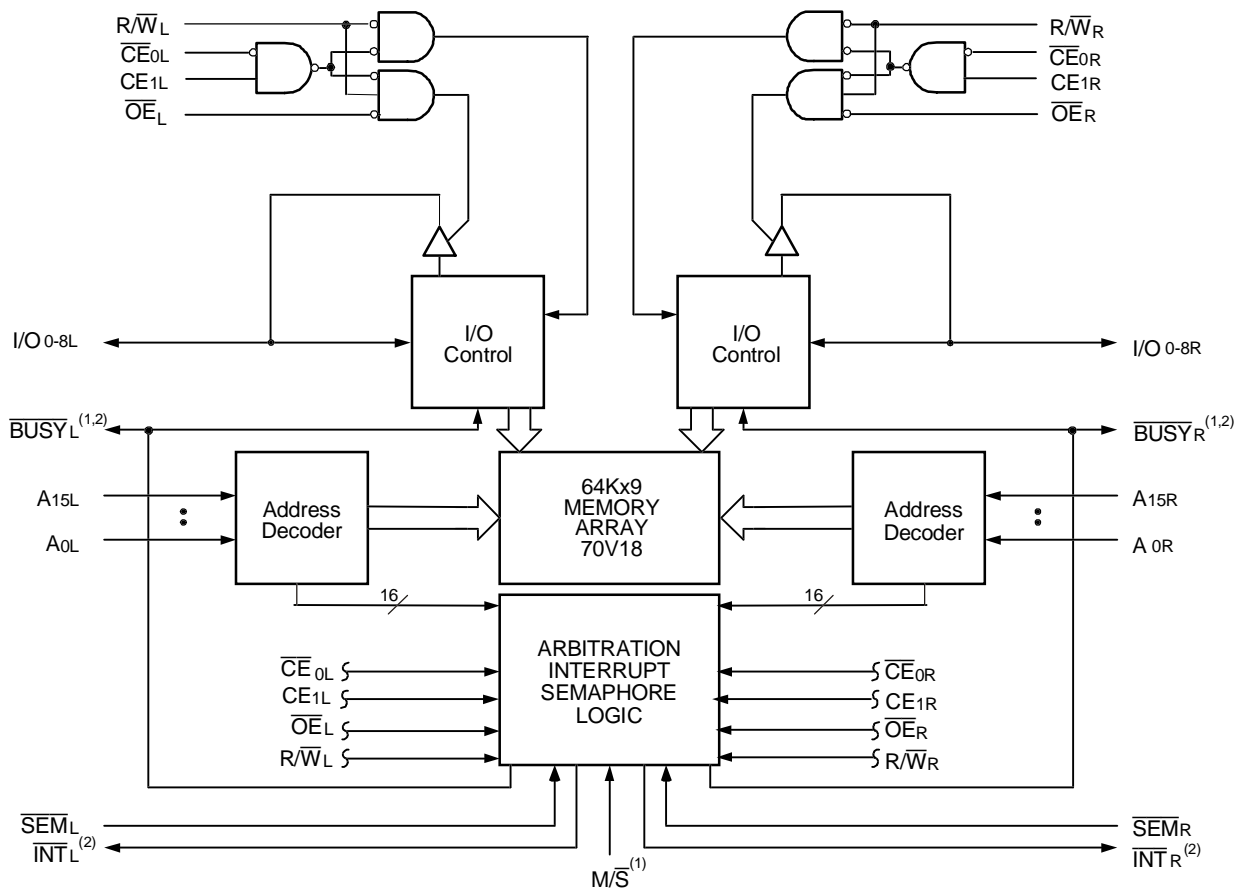 R/W̅L
R/W̅R
C̅E̅0L
C̅E̅0R
CE1L
CE1R
O̅E̅L
O̅E̅R
I/O
Control
I/O
Control
I/O 0-8L
I/O 0-8R
B̅U̅S̅Y̅L(1,2)
B̅U̅S̅Y̅R(1,2)
A15L
A0L
Address
Decoder
64Kx9
MEMORY
ARRAY
70V18
Address
Decoder
A15R
A 0R
16
16
ARBITRATION
INTERRUPT
SEMAPHORE
LOGIC
C̅E̅0L
CE1L
O̅E̅L
R/W̅L
C̅E̅0R
CE1R
O̅E̅R
R/W̅R
S̅E̅M̅L
S̅E̅M̅R
I̅N̅T̅L(2)
I̅N̅T̅R(2)
M/S̅(1)